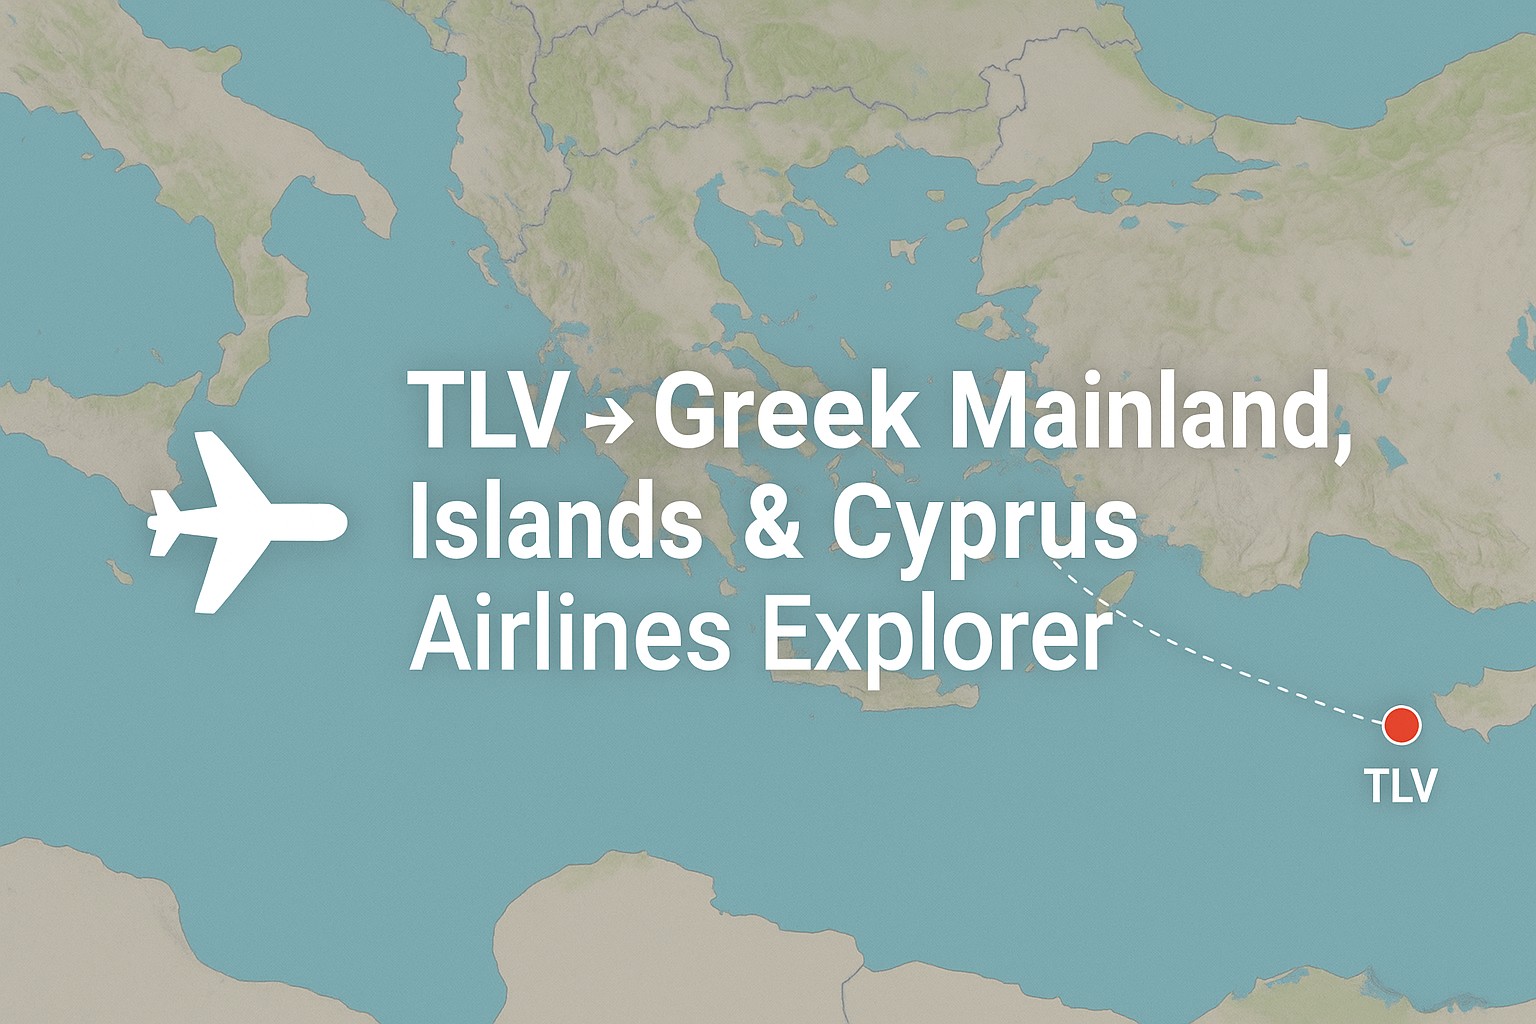 TLV → Greek Mainland,
Islands & Cyprus
Airlines Explorer
TLV